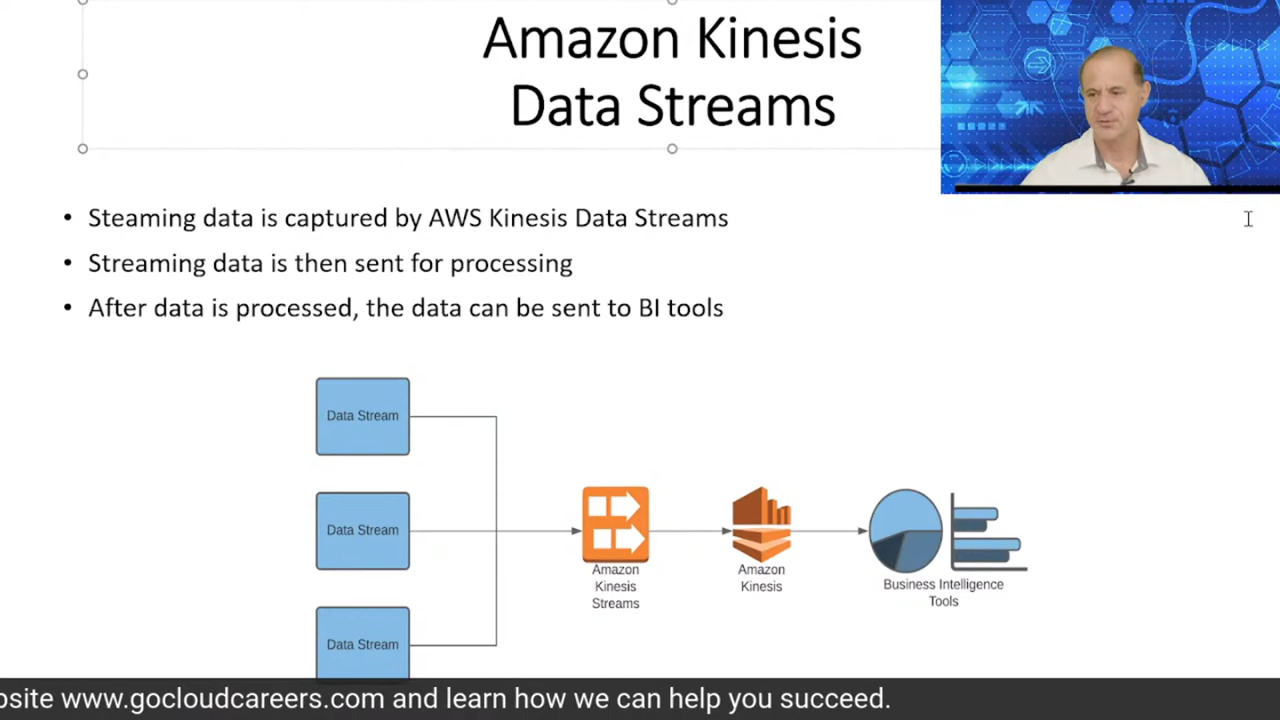 Amazon Kinesis
Data Streams
• Steaming data is captured by AWS Kinesis Data Streams
• Streaming data is then sent for processing
• After data is processed, the data can be sent to BI tools
Data Stream
Data Stream
Data Stream
Amazon
Kinesis
Streams
Amazon
Kinesis
Business Intelligence
Tools
www.gocloudcareers.com and learn how we can help you succeed.